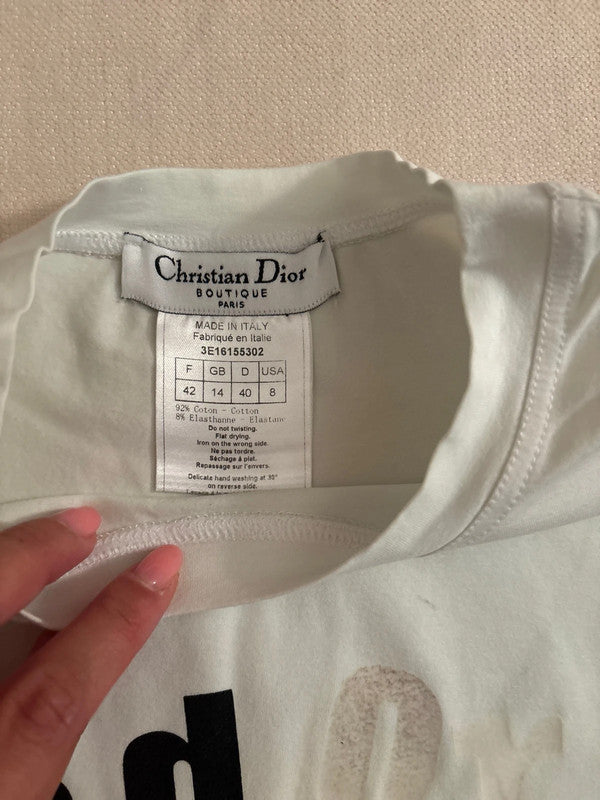 Christian Dior
BOUTIQUE
PARIS
MADE IN ITALY
Fabriqué en Italie
3E16155302
F GB D USA
42 14 40 8
92% Coton - Cotton
8% Elasthanne - Elastane
Do not twisting.
Flat drying.
Iron on the wrong side.
Ne pas tordre.
Séchage à plat.
Repassage sur l'envers.
Delicate hand washing at 30°
on reverse side.
d Or